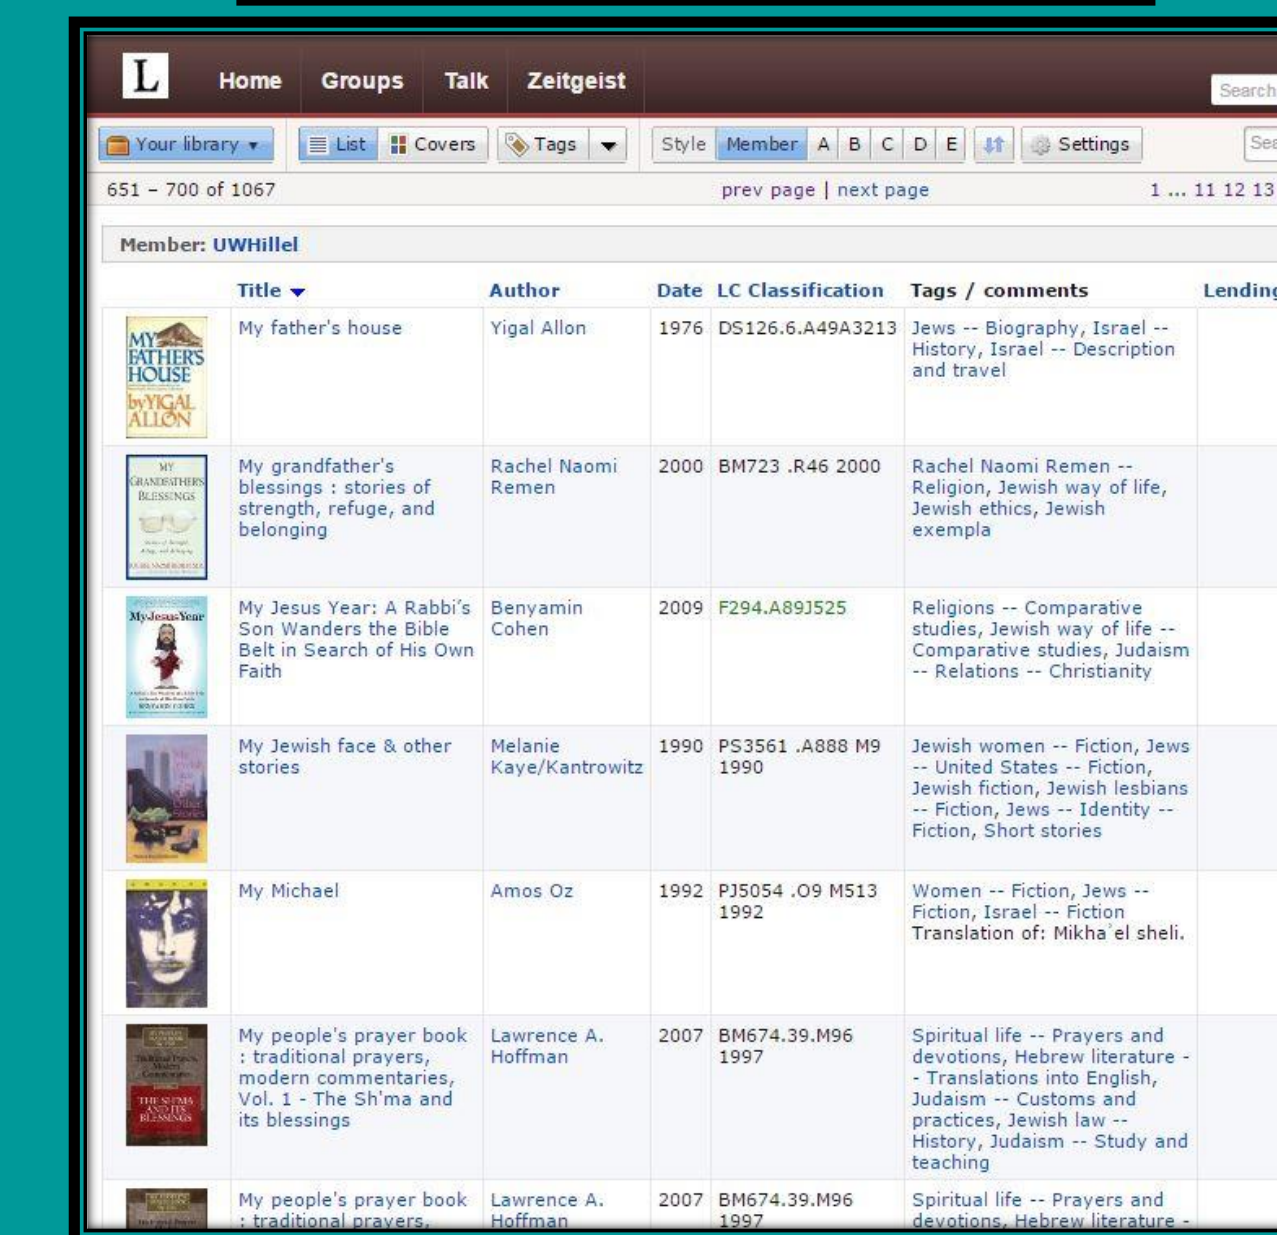 L Home Groups Talk Zeitgeist
Search
Your library List Covers Tags Style Member A B C D E Settings
651 – 700 of 1067 prev page | next page 1 ... 11 12 13
Member: UWHillel
Title Author Date LC Classification Tags / comments Lending
MY
FATHER'S
HOUSE
by YIGAL
ALLON
My father's house
Yigal Allon
1976
DS126.6.A49A3213
Jews -- Biography, Israel --
History, Israel -- Description
and travel
MY
GRANDFATHER'S
BLESSINGS
My grandfather's
blessings : stories of
strength, refuge, and
belonging
Rachel Naomi
Remen
2000
BM723 .R46 2000
Rachel Naomi Remen --
Religion, Jewish way of life,
Jewish ethics, Jewish
exempla
My Jesus Year
My Jesus Year: A Rabbi's
Son Wanders the Bible
Belt in Search of His Own
Faith
Benyamin
Cohen
2009
F294.A89J525
Religions -- Comparative
studies, Jewish way of life --
Comparative studies, Judaism
-- Relations -- Christianity
My Jewish face & other
stories
Melanie
Kaye/Kantrowitz
1990
PS3561 .A888 M9
1990
Jewish women -- Fiction, Jews
-- United States -- Fiction,
Jewish fiction, Jewish lesbians
-- Fiction, Jews -- Identity --
Fiction, Short stories
My Michael
Amos Oz
1992
PJ5054 .O9 M513
1992
Women -- Fiction, Jews --
Fiction, Israel -- Fiction
Translation of: Mikhaʾel sheli.
THE SH'MA
AND ITS
BLESSINGS
My people's prayer book
: traditional prayers,
modern commentaries,
Vol. 1 - The Sh'ma and
its blessings
Lawrence A.
Hoffman
2007
BM674.39.M96
1997
Spiritual life -- Prayers and
devotions, Hebrew literature -
- Translations into English,
Judaism -- Customs and
practices, Jewish law --
History, Judaism -- Study and
teaching
My people's prayer book
: traditional prayers,
Lawrence A.
Hoffman
2007
BM674.39.M96
1997
Spiritual life -- Prayers and
devotions, Hebrew literature -